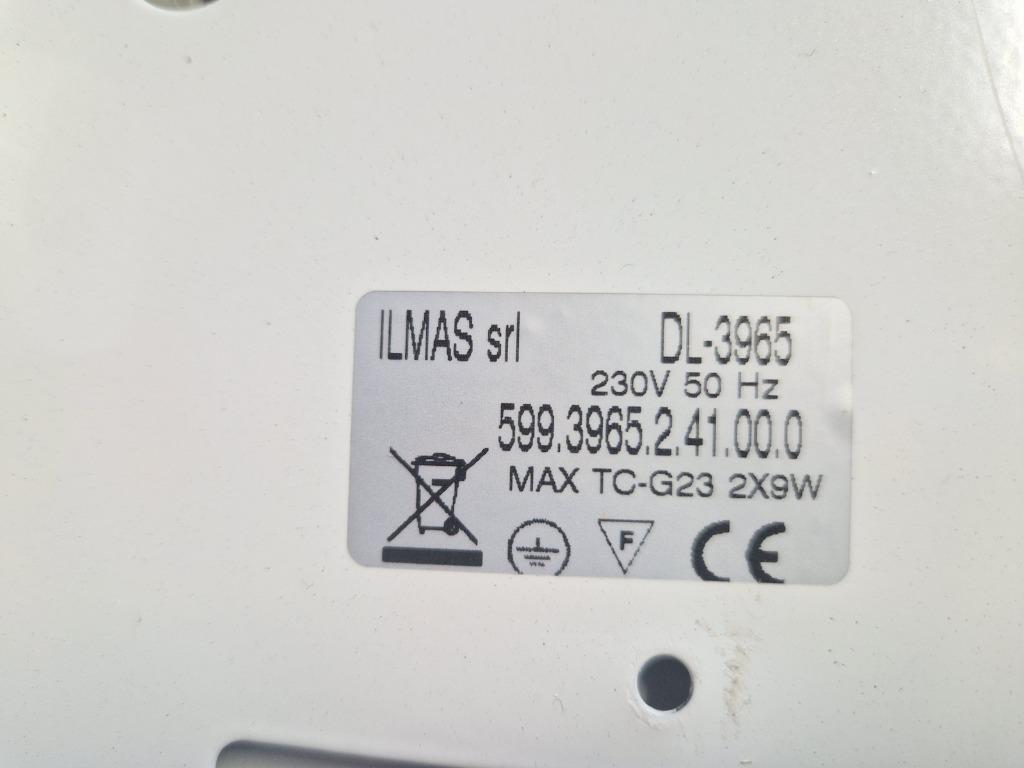 ILMAS srl DL-3965
230V 50 Hz
599.3965.2.41.00.0
MAX TC-G23 2X9W
F CE